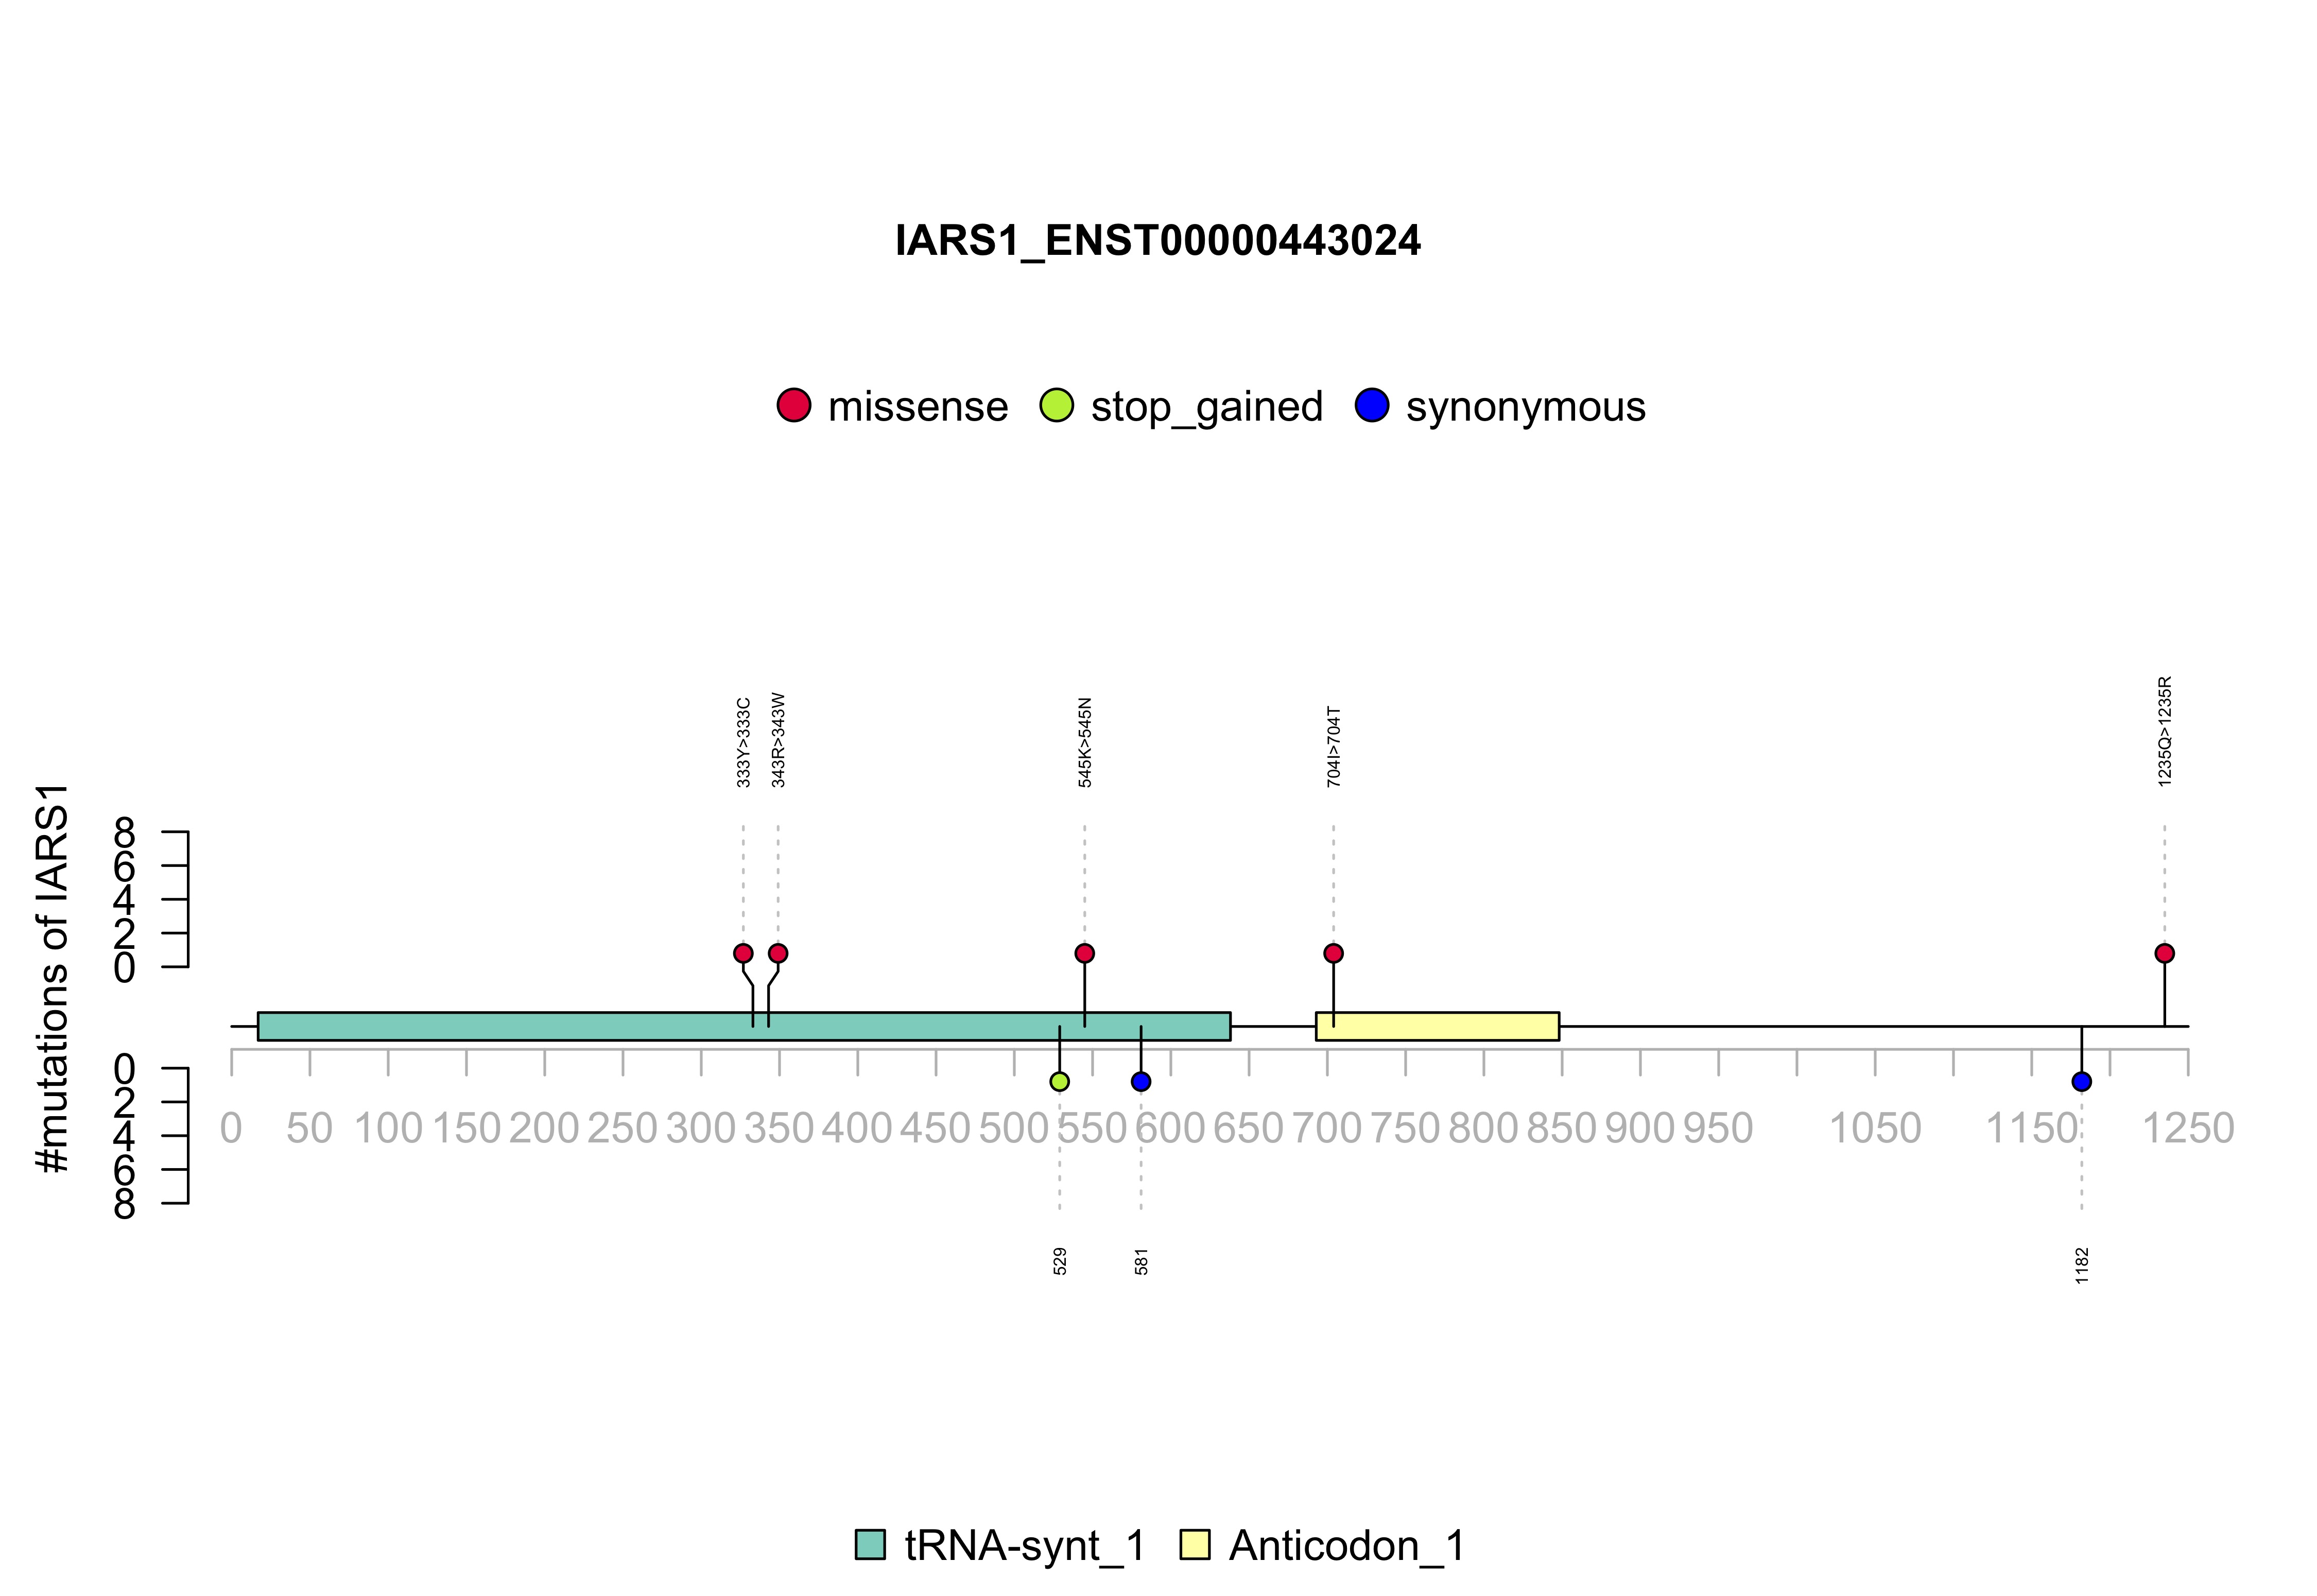 IARS1_ENST00000443024
missense stop_gained synonymous
333Y>333C
343R>343W
545K>545N
704I>704T
1235Q>1235R
#mutations of IARS1
8
6
4
2
0
0
2
4
6
8
0 50 100 150 200 250 300 350 400 450 500 550 600 650 700 750 800 850 900 950 1050 1150 1250
529
581
1182
tRNA-synt_1 Anticodon_1